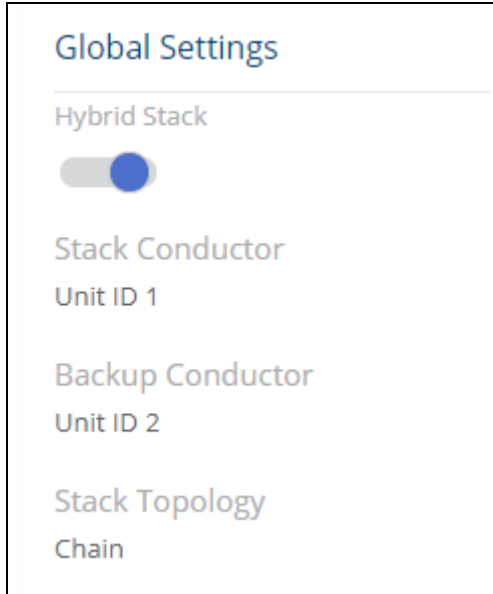 Global Settings
Hybrid Stack
Stack Conductor
Unit ID 1
Backup Conductor
Unit ID 2
Stack Topology
Chain